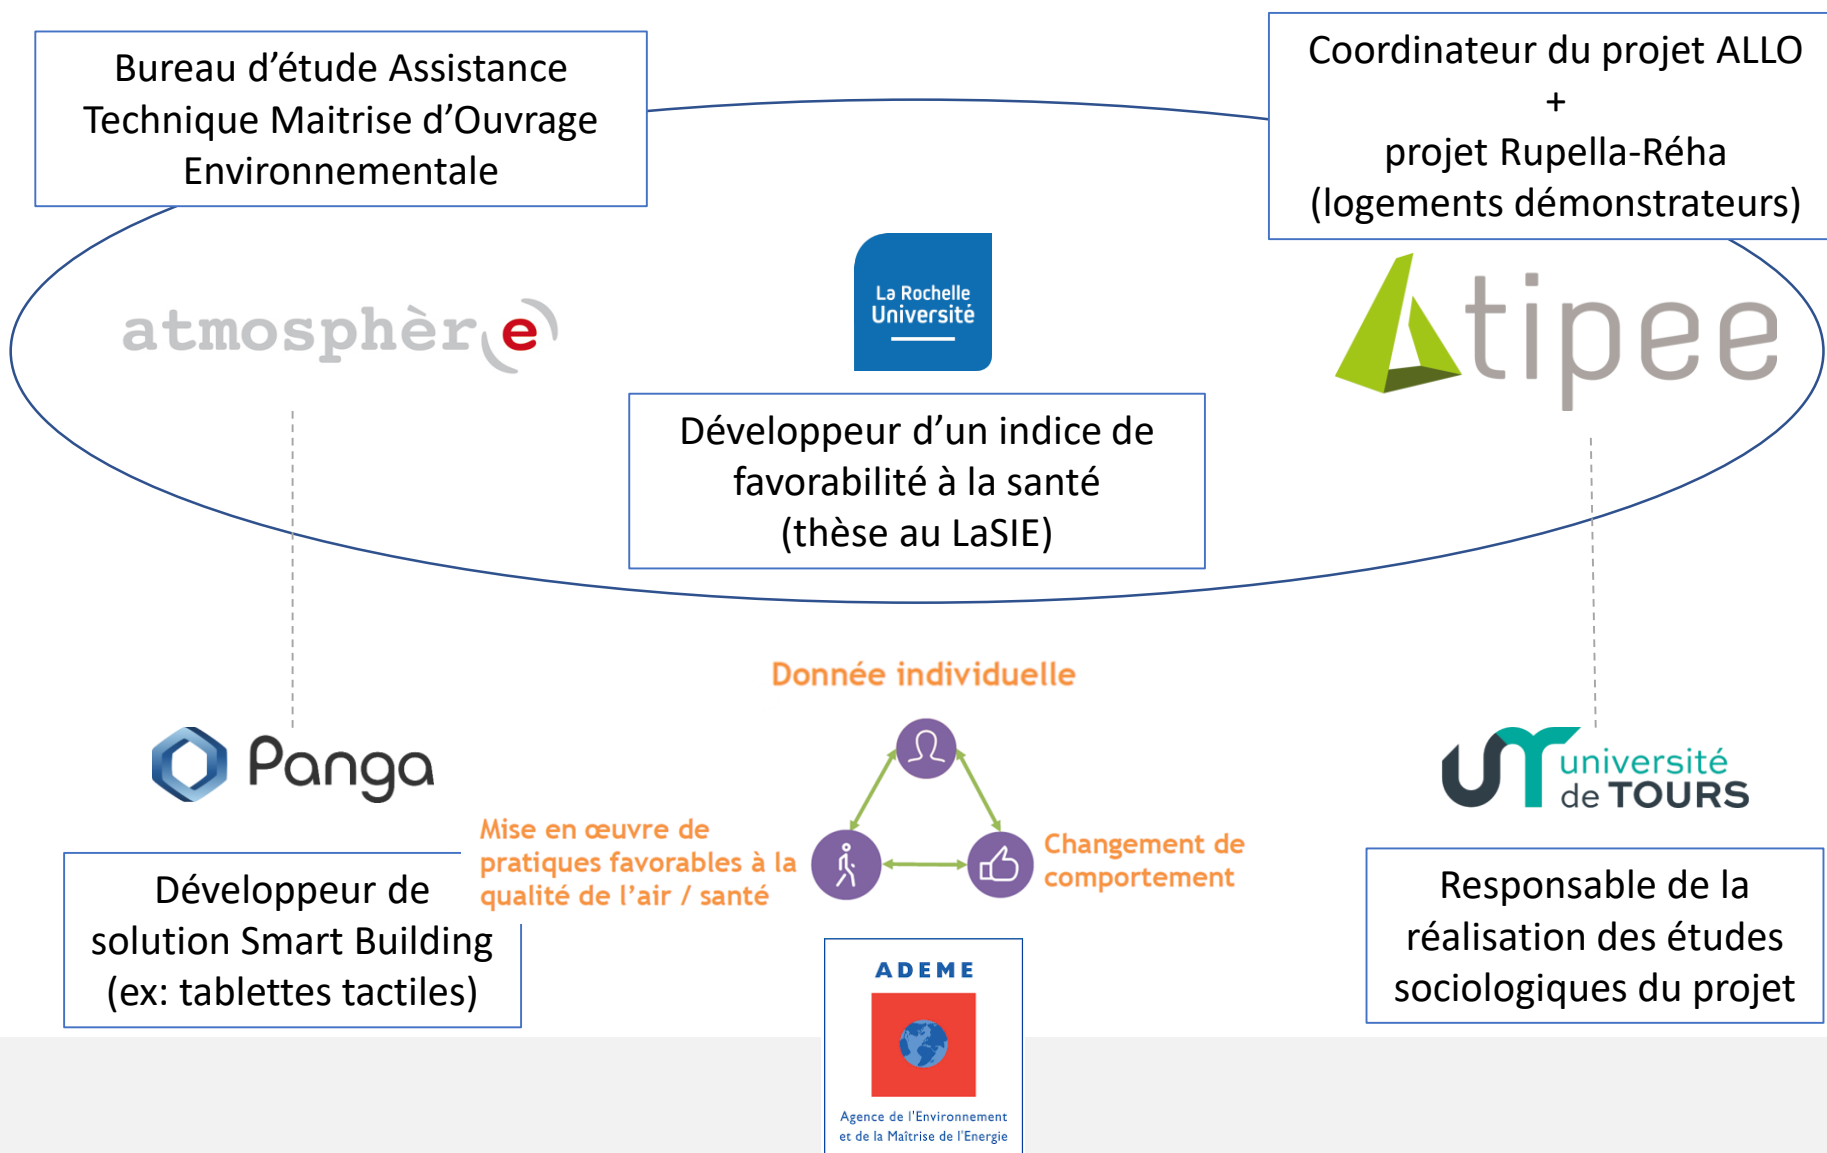 Bureau d’étude Assistance
Technique Maitrise d’Ouvrage
Environnementale
Coordinateur du projet ALLO
+
projet Rupella-Réha
(logements démonstrateurs)
atmosphère
La Rochelle
Université
tipee
Développeur d’un indice de
favorabilité à la santé
(thèse au LaSIE)
Donnée individuelle
Panga
Mise en œuvre de
pratiques favorables à la
qualité de l’air / santé
Changement de
comportement
université
de TOURS
Développeur de
solution Smart Building
(ex: tablettes tactiles)
Responsable de la
réalisation des études
sociologiques du projet
ADEME
Agence de l'Environnement
et de la Maîtrise de l'Energie